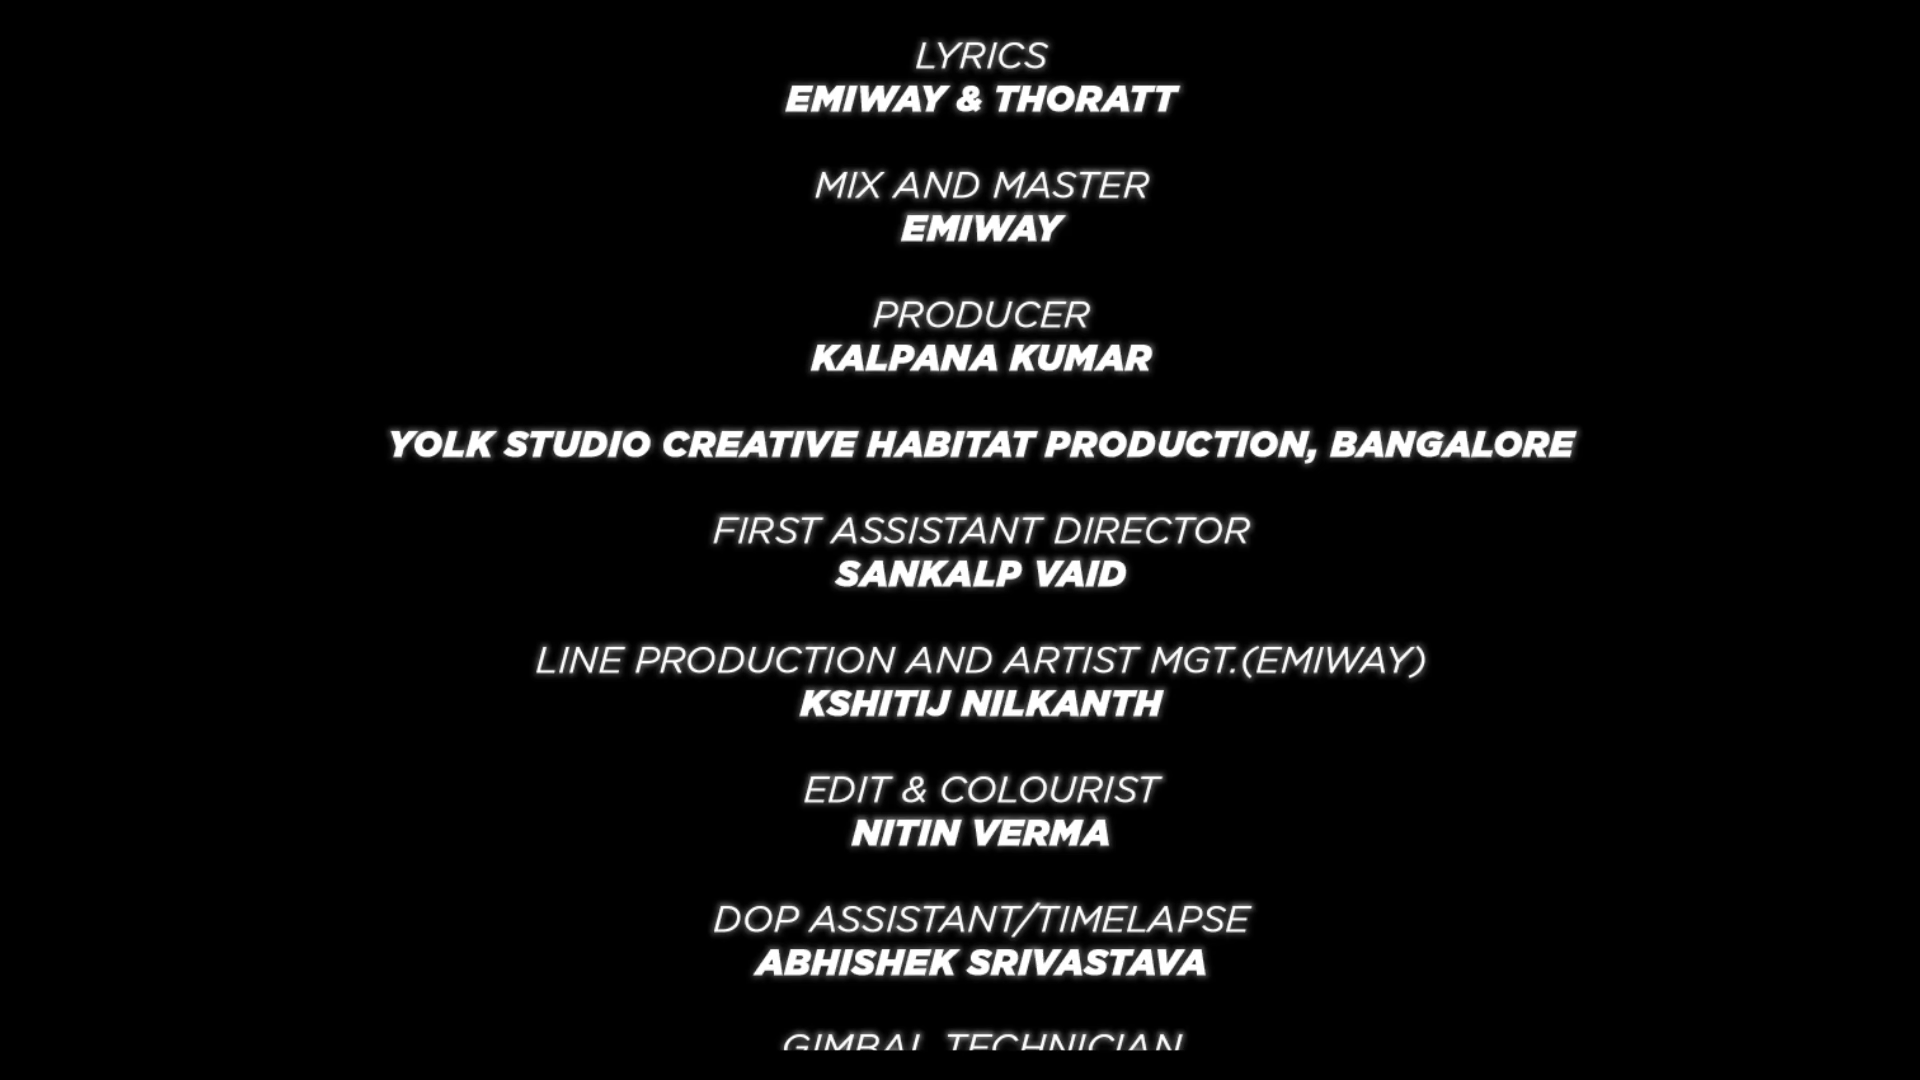 LYRICS
EMIWAY & THORATT
MIX AND MASTER
EMIWAY
PRODUCER
KALPANA KUMAR
YOLK STUDIO CREATIVE HABITAT PRODUCTION, BANGALORE
FIRST ASSISTANT DIRECTOR
SANKALP VAID
LINE PRODUCTION AND ARTIST MGT.(EMIWAY)
KSHITIJ NILKANTH
EDIT & COLOURIST
NITIN VERMA
DOP ASSISTANT/TIMELAPSE
ABHISHEK SRIVASTAVA
GIMBAL TECHNICIAN